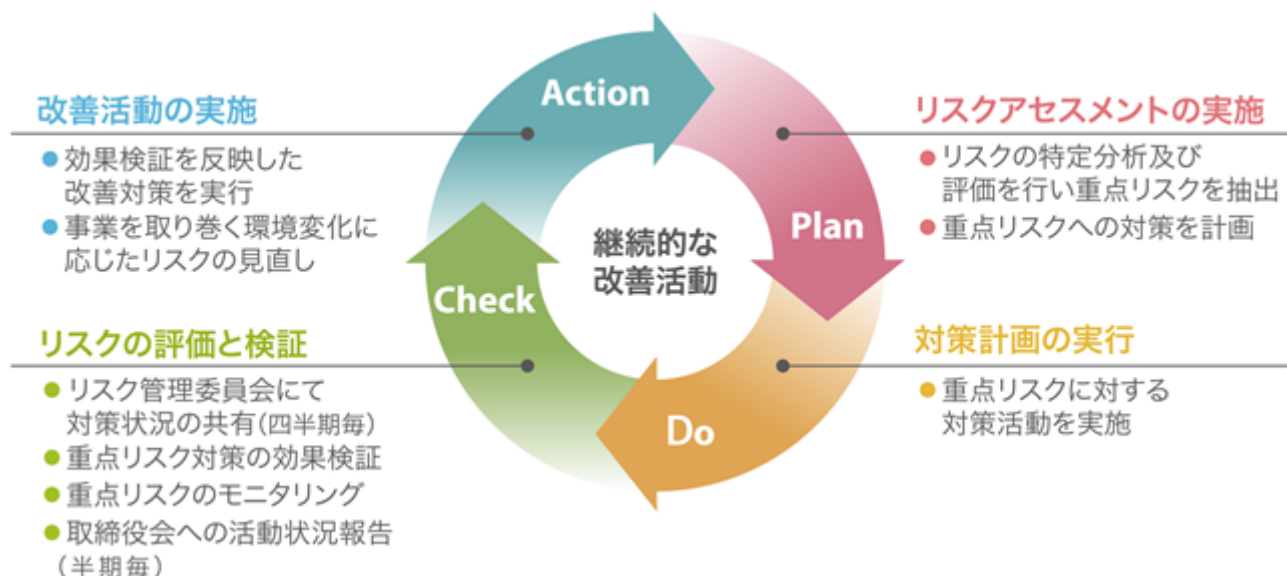 Action
改善活動の実施
●効果検証を反映した
改善対策を実行
●事業を取り巻く環境変化に
応じたリスクの見直し
リスクアセスメントの実施
●リスクの特定分析及び
評価を行い重点リスクを抽出
●重点リスクへの対策を計画
Plan
継続的な
改善活動
Check
リスクの評価と検証
●リスク管理委員会にて
対策状況の共有(四半期毎)
●重点リスク対策の効果検証
●重点リスクのモニタリング
●取締役会への活動状況報告
(半期毎)
対策計画の実行
●重点リスクに対する
対策活動を実施
Do